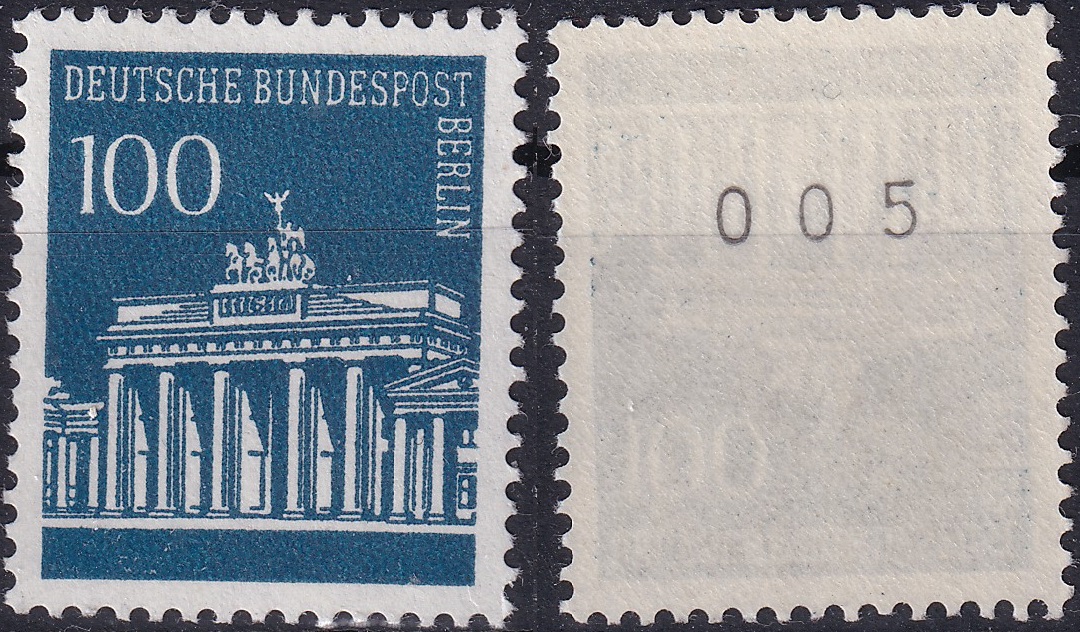 DEUTSCHE BUNDESPOST
BERLIN
100
005